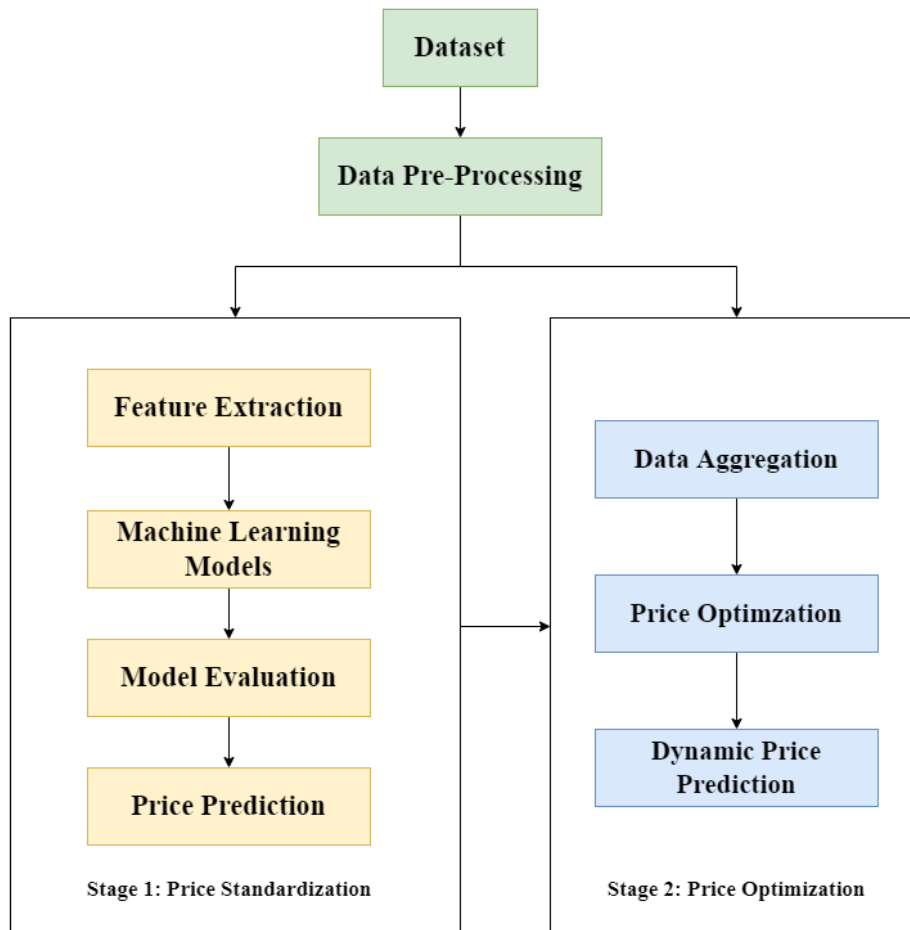 Dataset
Data Pre-Processing
Feature Extraction
Machine Learning
Models
Model Evaluation
Price Prediction
Stage 1: Price Standardization
Data Aggregation
Price Optimzation
Dynamic Price
Prediction
Stage 2: Price Optimization